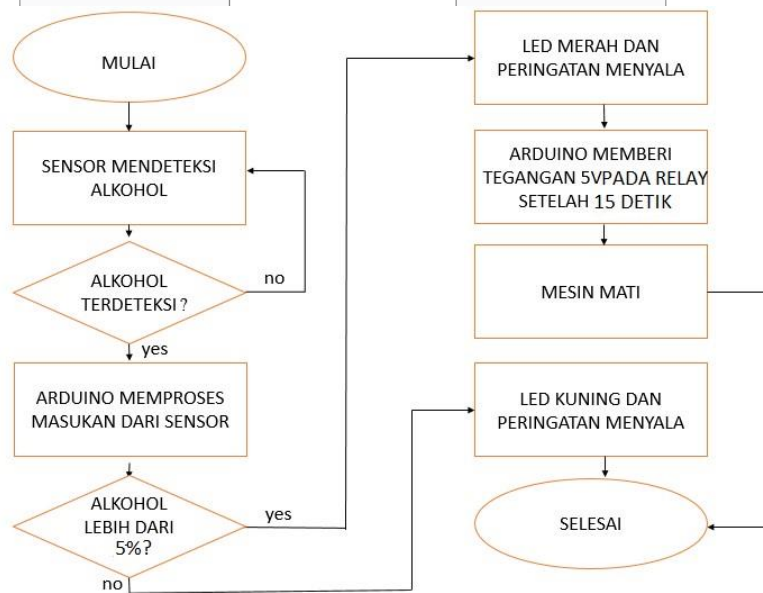 MULAI
SENSOR MENDETEKSI
ALKOHOL
ALKOHOL
TERDETEKSI ?
no
yes
ARDUINO MEMPROSES
MASUKAN DARI SENSOR
ALKOHOL
LEBIH DARI
5%?
yes
no
LED MERAH DAN
PERINGATAN MENYALA
ARDUINO MEMBERI
TEGANGAN 5VPADA RELAY
SETELAH 15 DETIK
MESIN MATI
LED KUNING DAN
PERINGATAN MENYALA
SELESAI